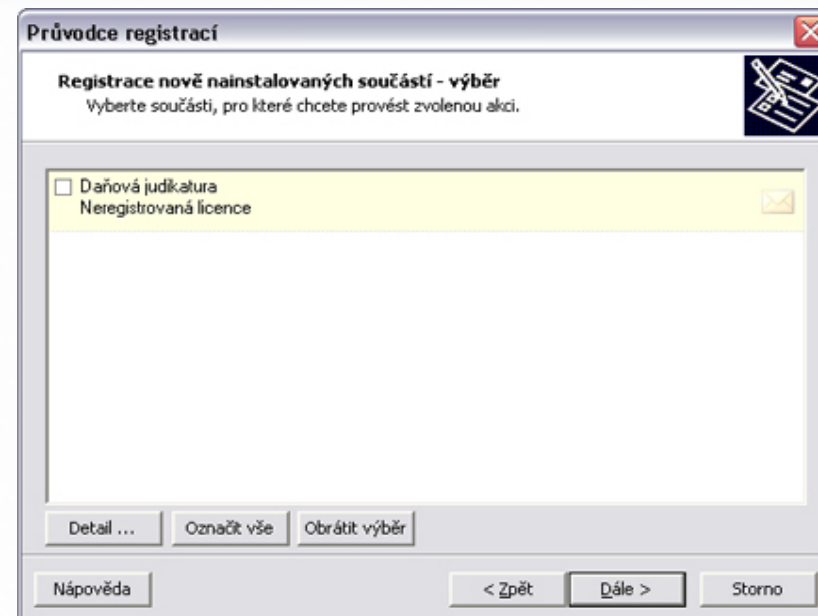 Průvodce registrací
Registrace nově nainstalovaných součástí - výběr
Vyberte součásti, pro které chcete provést zvolenou akci.
Daňová judikatura
Neregistrovaná licence
Detail ...
Označit vše
Obrátit výběr
Nápověda
< Zpět
Dále >
Storno